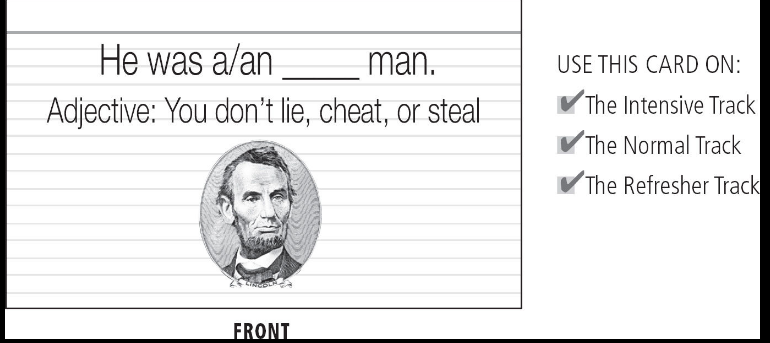 He was a/an _____ man.
Adjective: You don't lie, cheat, or steal
LINCOLN
FRONT
USE THIS CARD ON:
✔The Intensive Track
✔The Normal Track
✔The Refresher Track